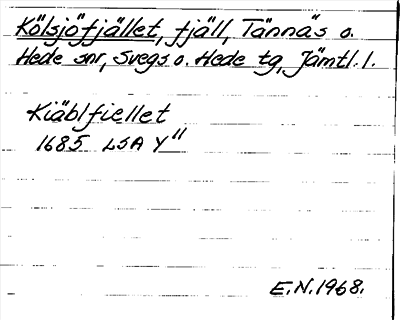 Kölsjöfjället, fjäll, Tännäs o.
Hede snr, Svegs o. Hede tg, Jämtl. l.
Kiäblfiellet
1685 LSA Y"
E.N.1968.